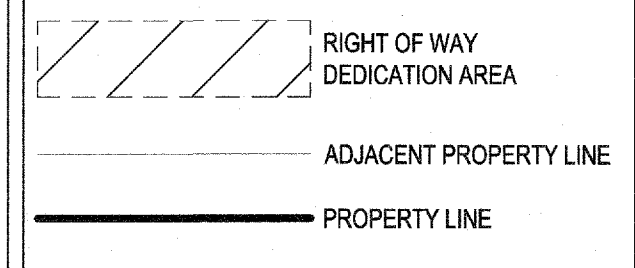 RIGHT OF WAY
DEDICATION AREA
ADJACENT PROPERTY LINE
PROPERTY LINE